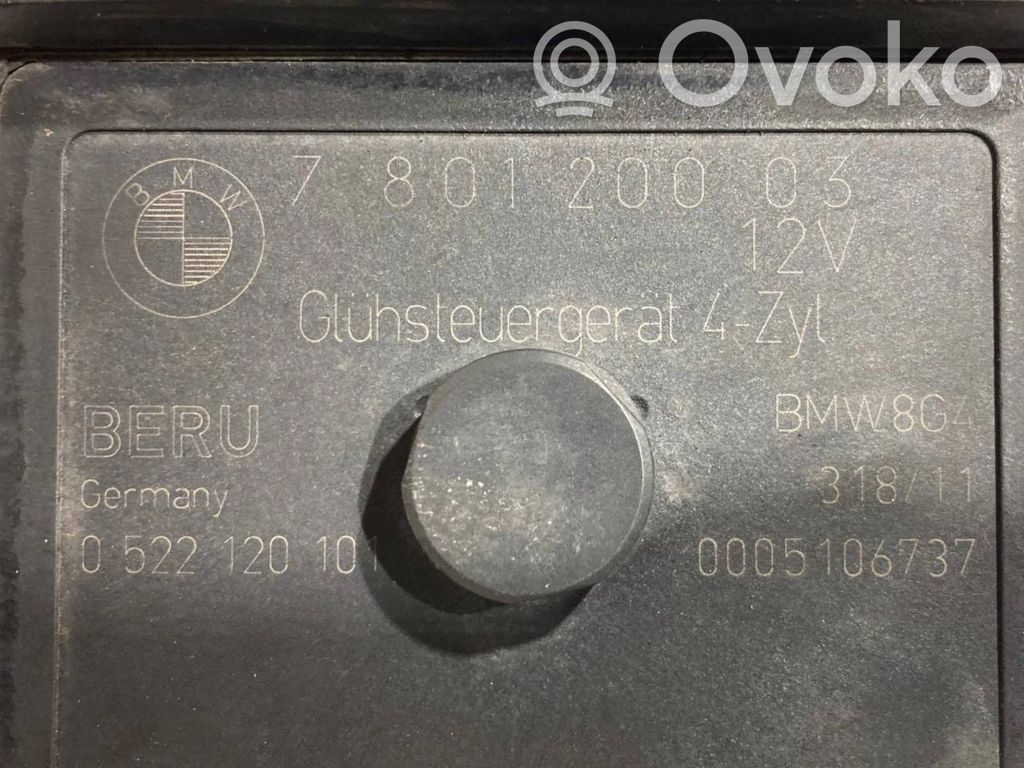 Ovoko
BMW
7 801 200 03
12V
Glühsteuergerät 4-Zyl
BERU
BMW8G4
Germany
318/11
0 522 120 101
0005106737